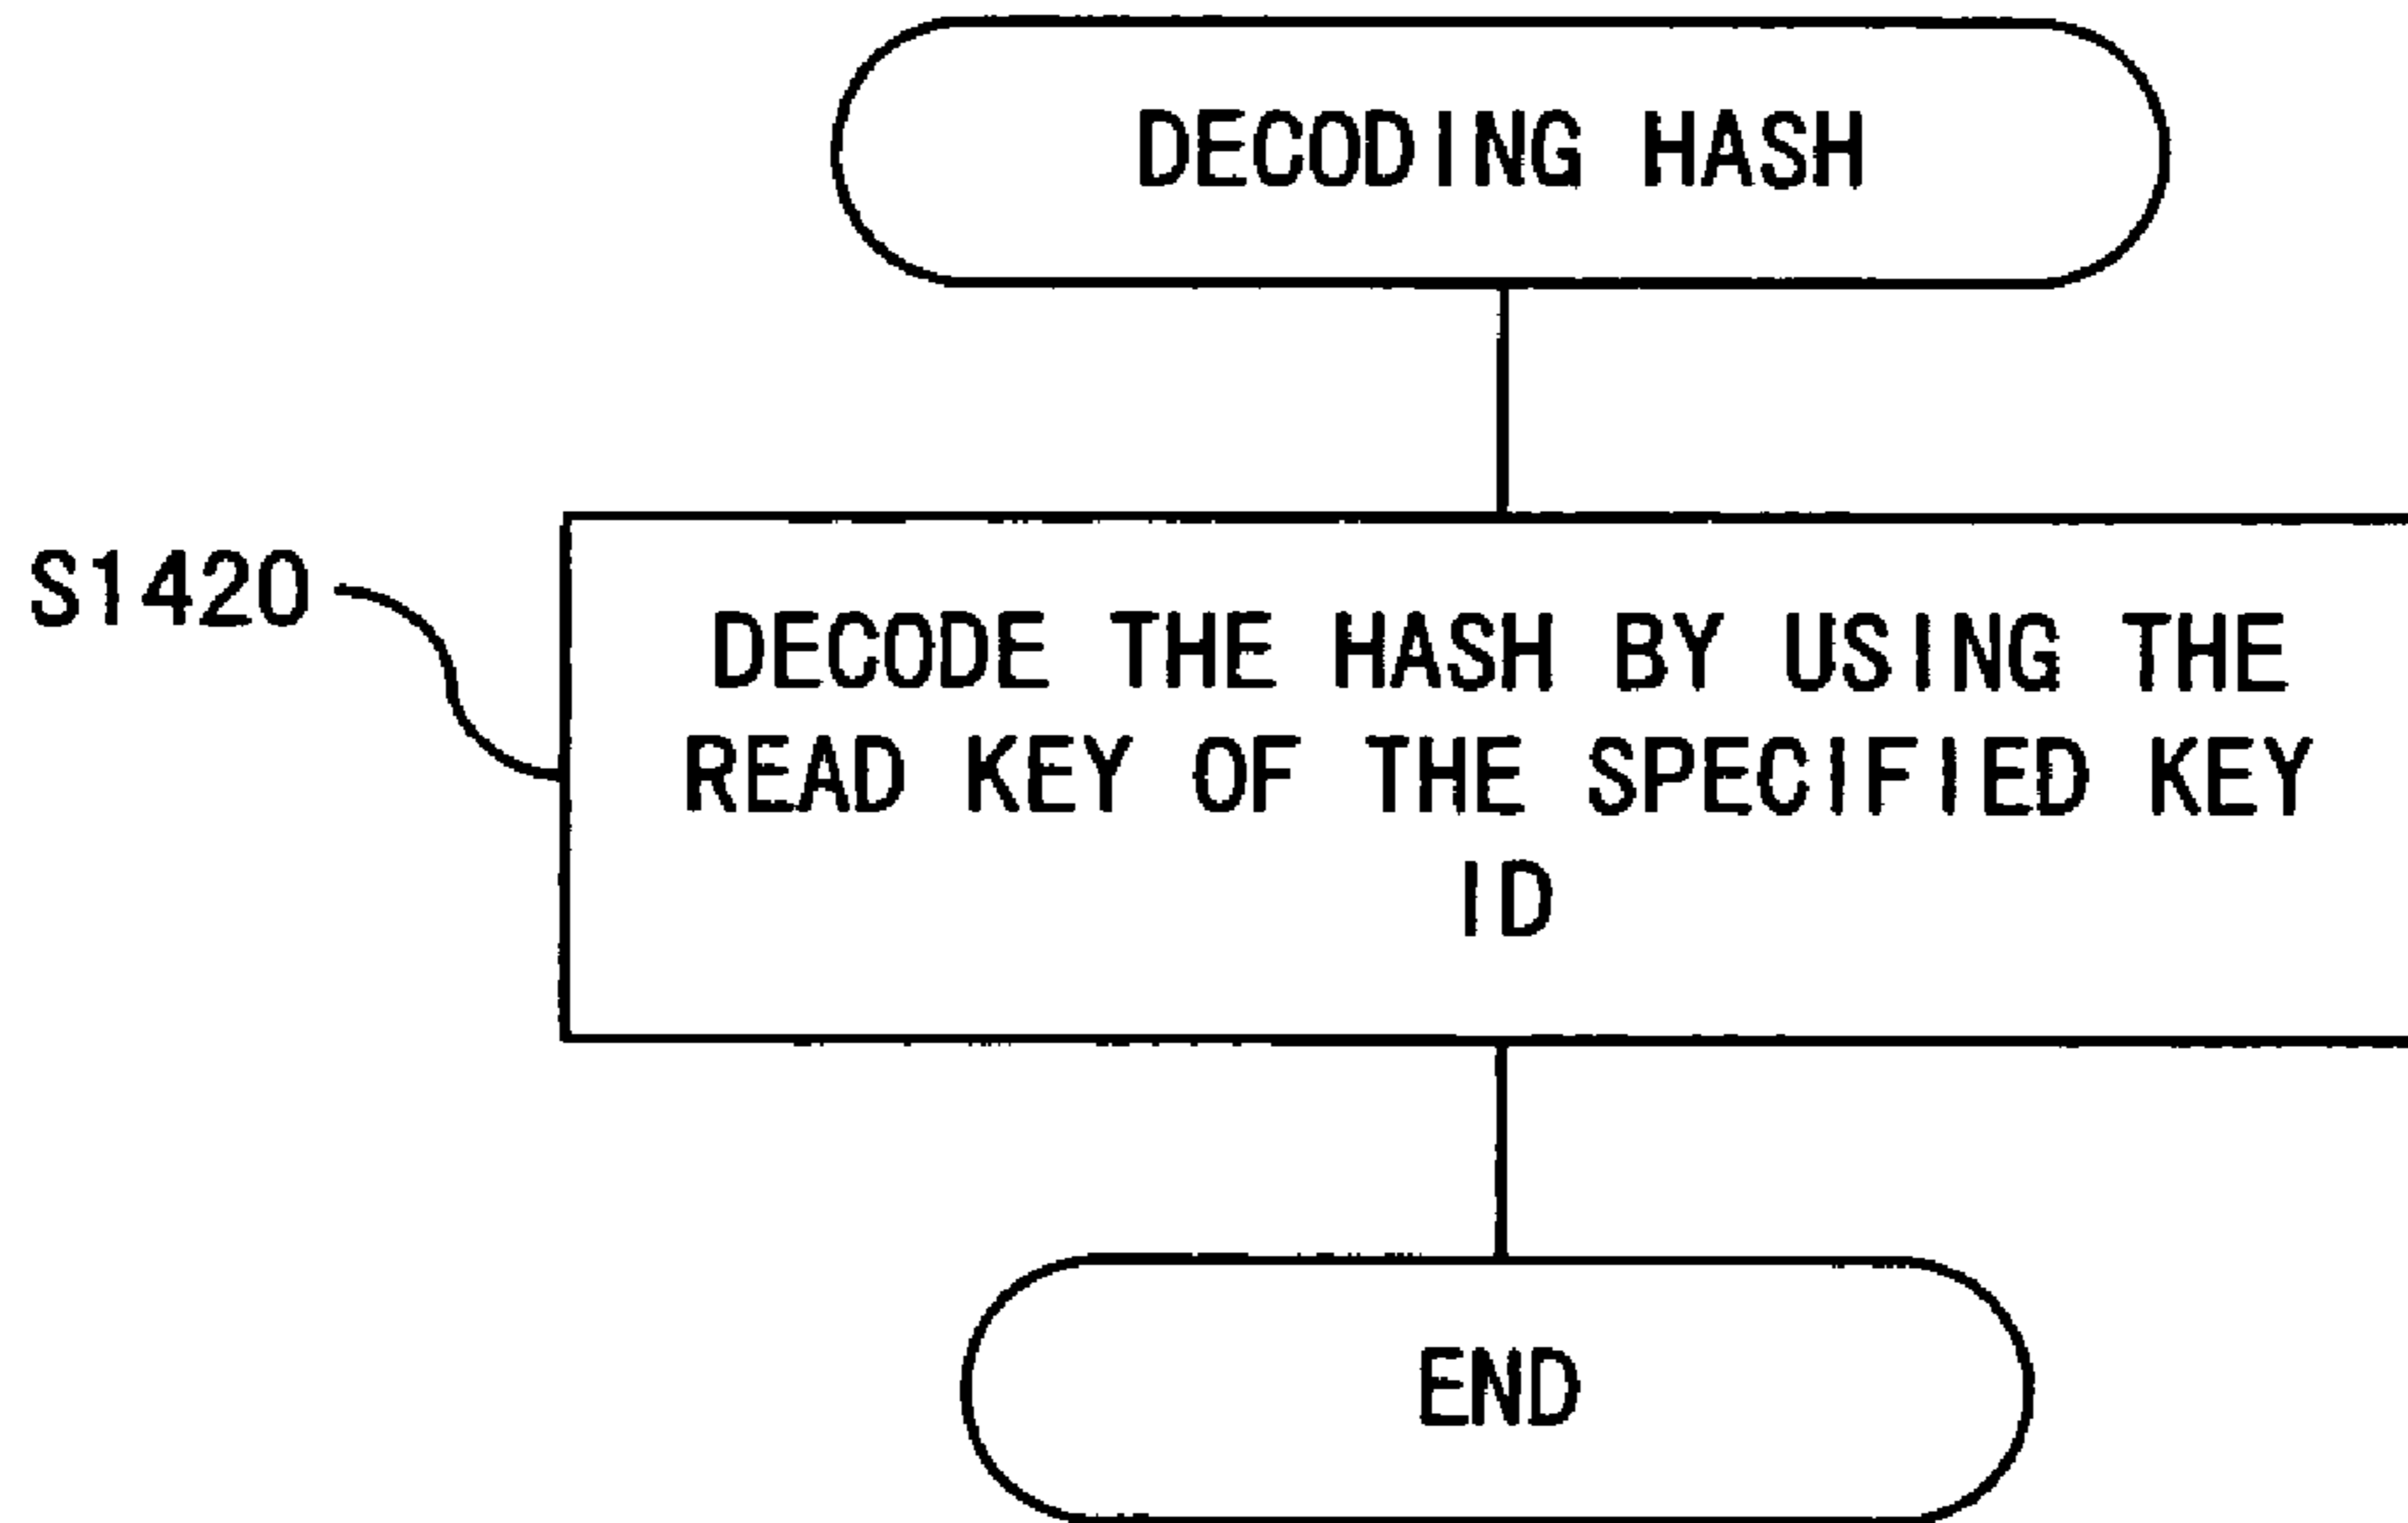 DECODING HASH
S1420
DECODE THE HASH BY USING THE
READ KEY OF THE SPECIFIED KEY
ID
END